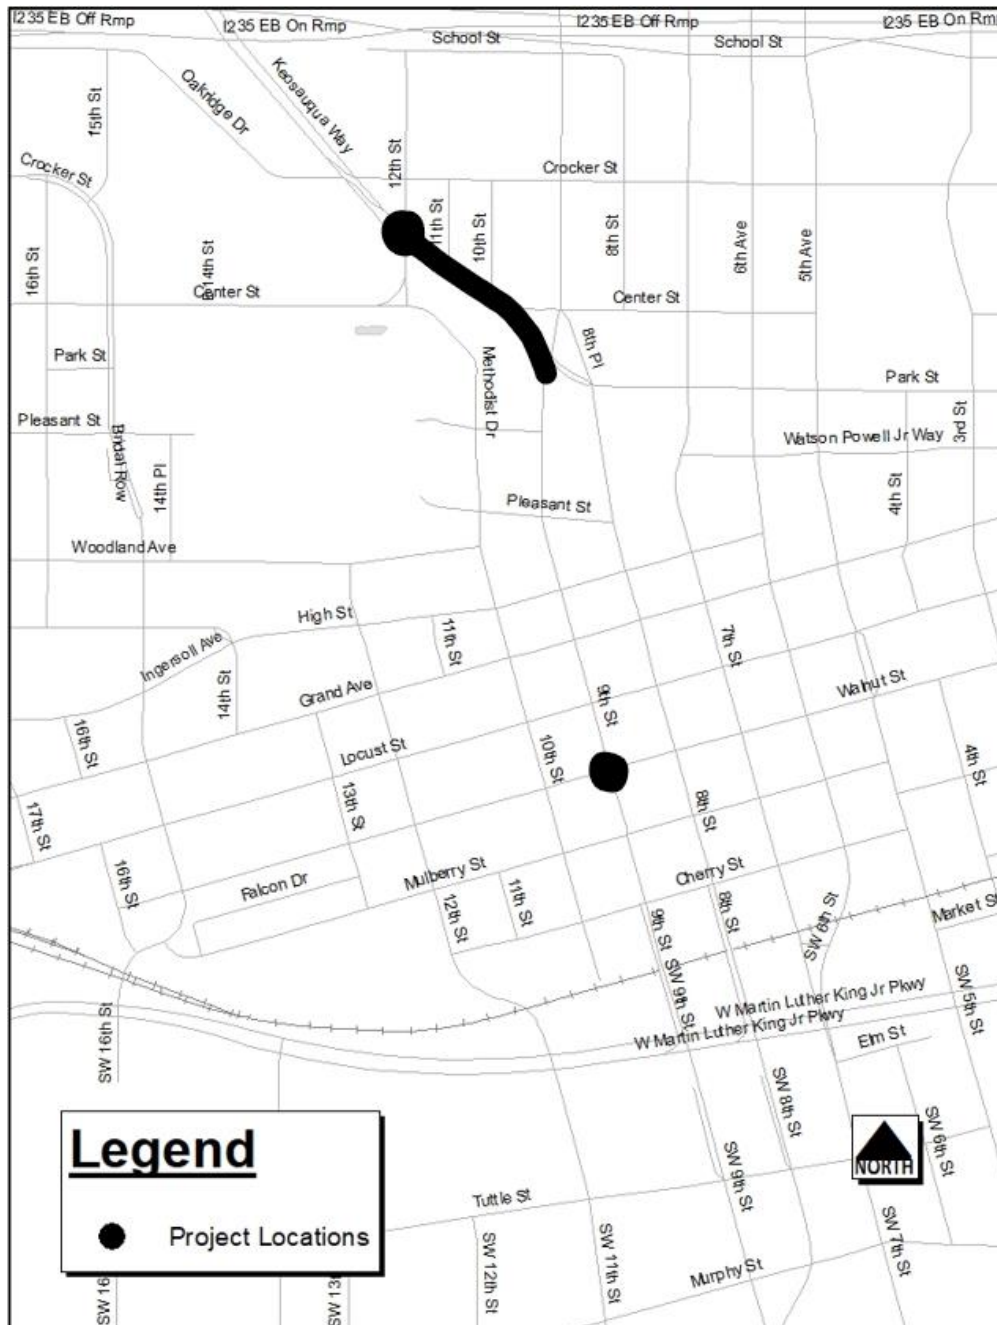 I235 EB Off Rmp
I235 EB On Rmp
I235 EB Off Rmp
I235 EB On Rmp
School St
School St
Keosauqua Way
Oakridge Dr
15th St
12th St
Crocker St
Crocker St
11th St
10th St
8th St
6th Ave
5th Ave
16th St
14th St
Center St
Center St
8th Pl
Park St
Methodist Dr
Park St
Pleasant St
3rd St
Watson Powell Jr Way
Bridal Row
14th Pl
4th St
Pleasant St
Woodland Ave
High St
11th St
7th St
Ingersoll Ave
14th St
Grand Ave
Walnut St
9th St
16th St
Locust St
10th St
4th St
17th St
13th St
8th St
16th St
Falcon Dr
Mulberry St
Cherry St
11th St
12th St
9th St
8th St
SW 6th St
Market St
SW 9th St
SW 5th St
W Martin Luther King Jr Pkwy
W Martin Luther King Jr Pkwy
SW 16th St
Elm St
SW 8th St
Legend
NORTH
SW 6th St
SW 9th St
Tuttle St
Project Locations
SW 7th St
SW 12th St
SW 11th St
Murphy St
SW 16
SW 13